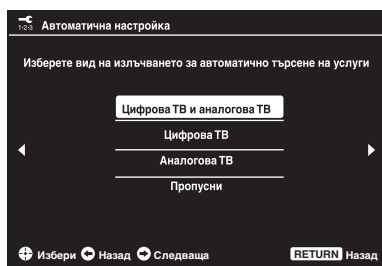 1·2·3 Автоматична настройка
Изберете вид на излъчването за автоматично търсене на услуги
Цифрова ТВ и аналогова ТВ
Цифрова ТВ
Аналогова ТВ
Пропусни
Избери Назад Следваща RETURN Назад